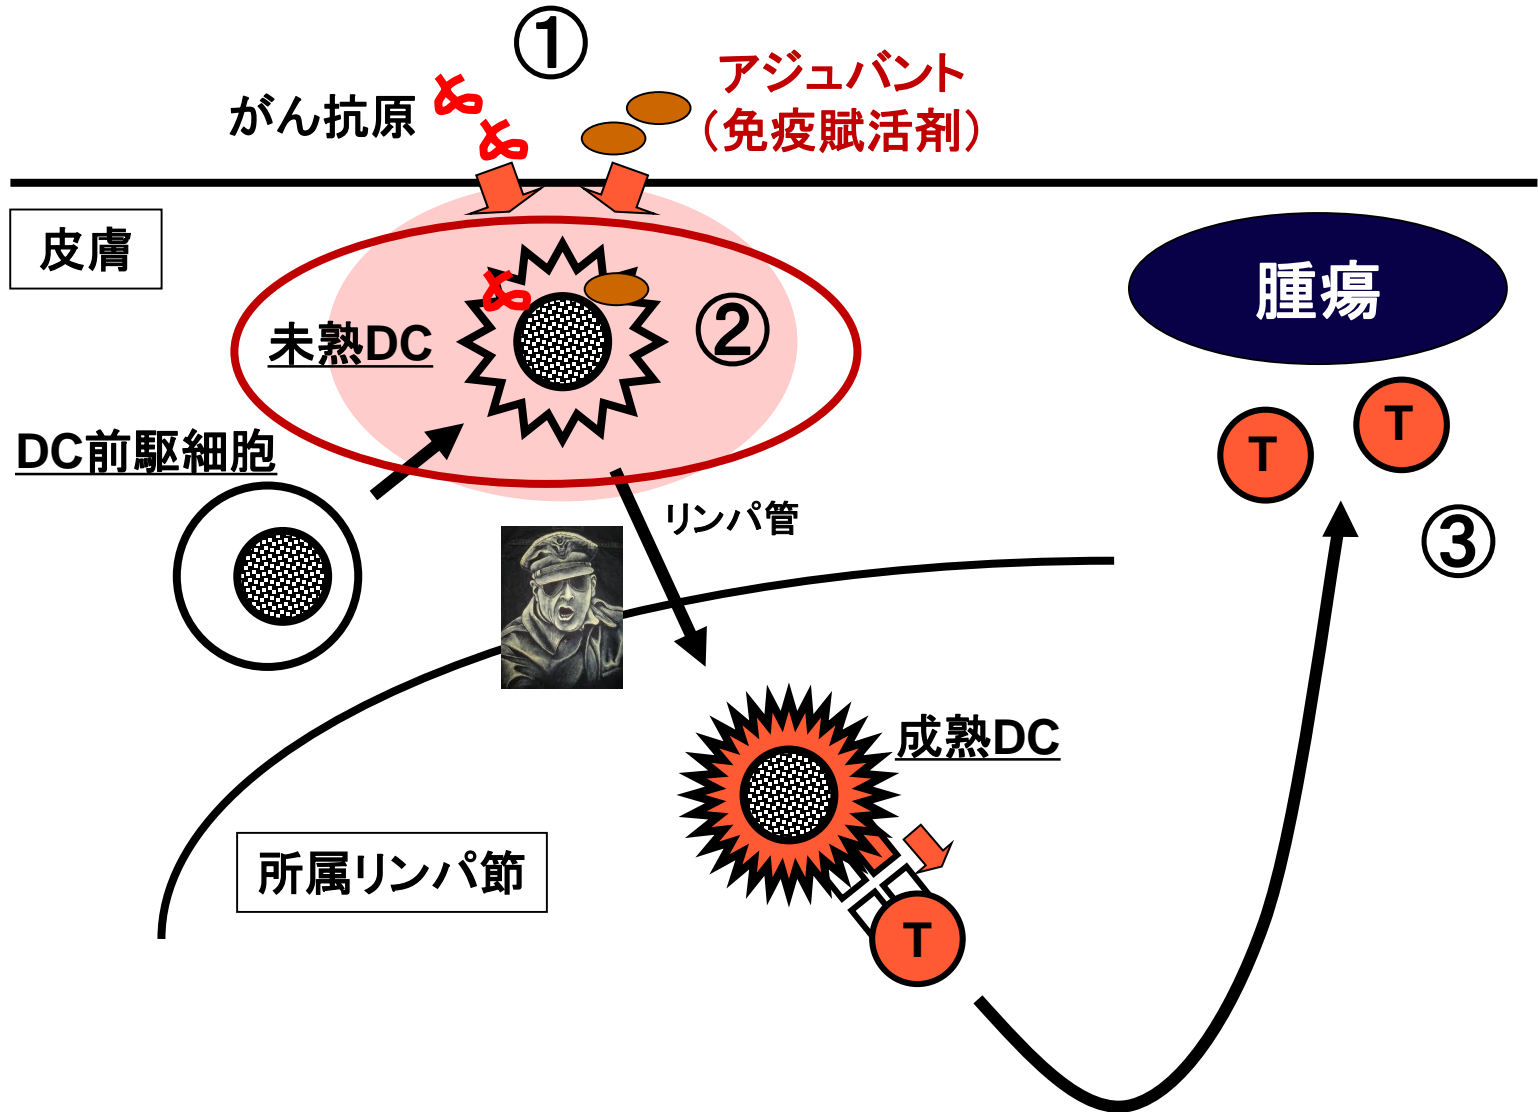 ①
アジュバント
がん抗原
（免疫賦活剤）
皮膚
腫瘍
未熟DC
②
T
T
DC前駆細胞
リンパ管
③
成熟DC
所属リンパ節
T